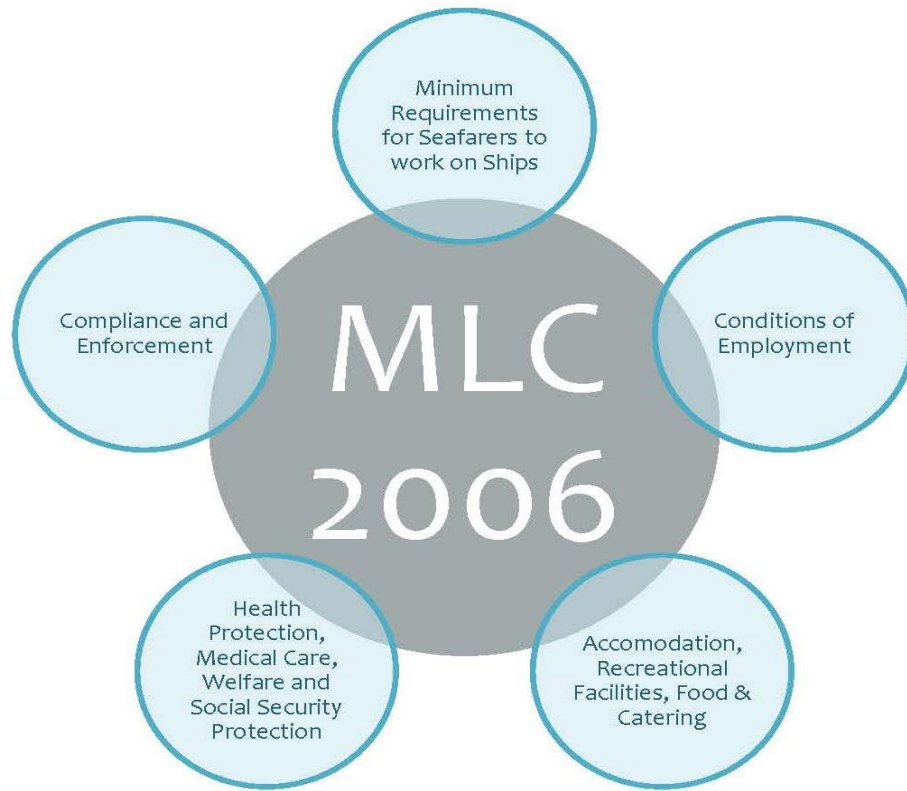 Minimum
Requirements
for Seafarers to
work on Ships
Compliance and
Enforcement
MLC
2006
Conditions of
Employment
Health
Protection,
Medical Care,
Welfare and
Social Security
Protection
Accomodation,
Recreational
Facilities, Food &
Catering